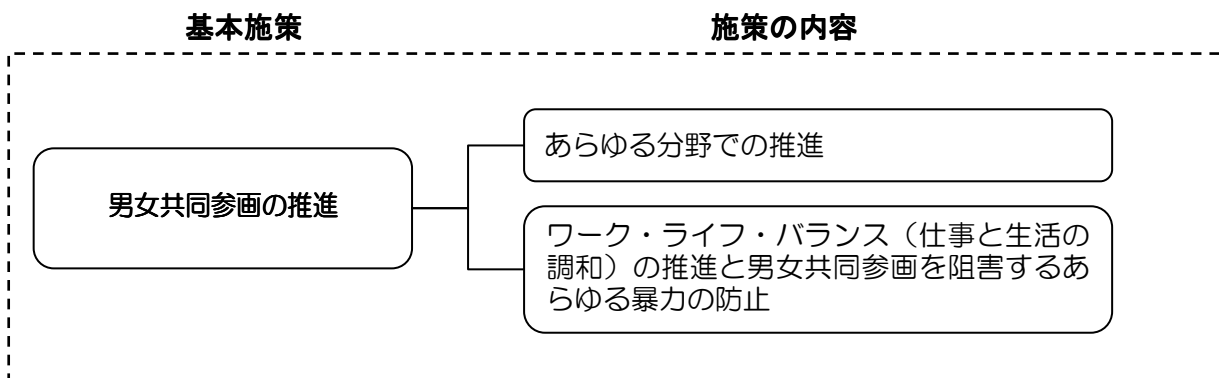 基本施策
施策の内容
男女共同参画の推進
あらゆる分野での推進
ワーク・ライフ・バランス（仕事と生活の
調和）の推進と男女共同参画を阻害するあ
らゆる暴力の防止